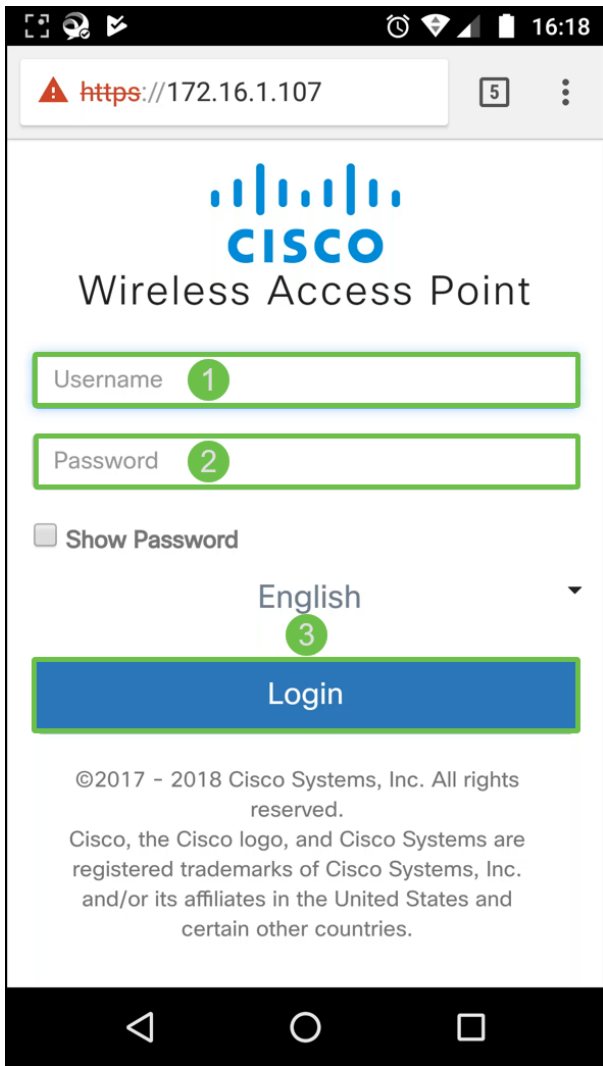 16:18
https://172.16.1.107
5
CISCO
Wireless Access Point
Username 1
Password 2
Show Password
English
3
Login
©2017 - 2018 Cisco Systems, Inc. All rights
reserved.
Cisco, the Cisco logo, and Cisco Systems are
registered trademarks of Cisco Systems, Inc.
and/or its affiliates in the United States and
certain other countries.